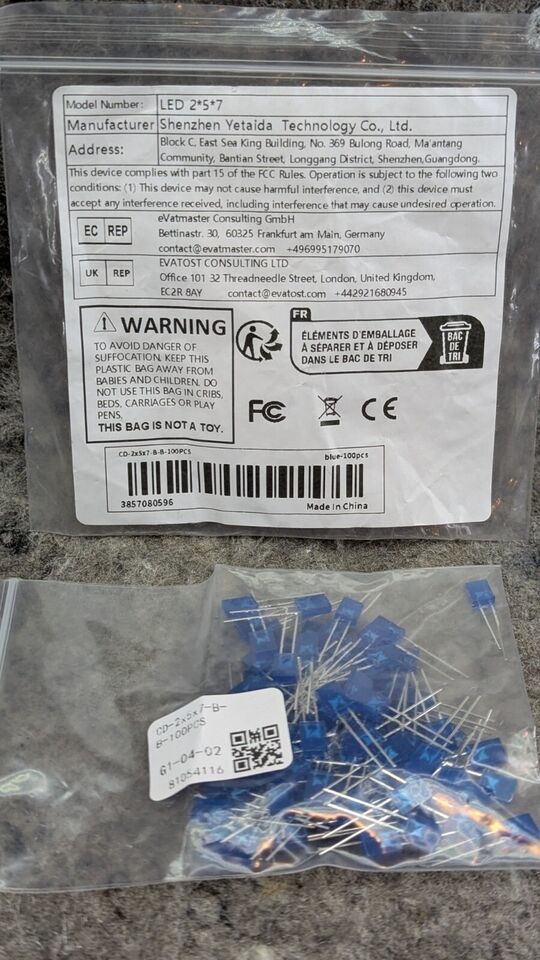 Model Number: LED 2*5*7
Manufacturer Shenzhen Yetaida Technology Co., Ltd.
Address: Block C, East Sea King Building, No. 369 Bulong Road, Ma'antang
Community, Bantian Street, Longgang District, Shenzhen,Guangdong.
This device complies with part 15 of the FCC Rules. Operation is subject to the following two
conditions: (1) This device may not cause harmful interference, and (2) this device must
accept any interference received, including interference that may cause undesired operation.
EC REP
eVatmaster Consulting GmbH
Bettinastr. 30, 60325 Frankfurt am Main, Germany
contact@evatmaster.com +496995179070
UK REP
EVATOST CONSULTING LTD
Office 101 32 Threadneedle Street, London, United Kingdom,
EC2R 8AY contact@evatost.com +442921680945
WARNING
TO AVOID DANGER OF
SUFFOCATION, KEEP THIS
PLASTIC BAG AWAY FROM
BABIES AND CHILDREN. DO
NOT USE THIS BAG IN CRIBS,
BEDS, CARRIAGES OR PLAY
PENS.
THIS BAG IS NOT A TOY.
FR
ÉLÉMENTS D'EMBALLAGE
À SÉPARER ET À DÉPOSER
DANS LE BAC DE TRI
BAC
DE
TRI
FC CE
CD-2x5x7-B-B-100PCS blue-100pcs
3857080596 Made In China
CD-2x5x7-B-
B-100PCS
G1-04-02
81054116